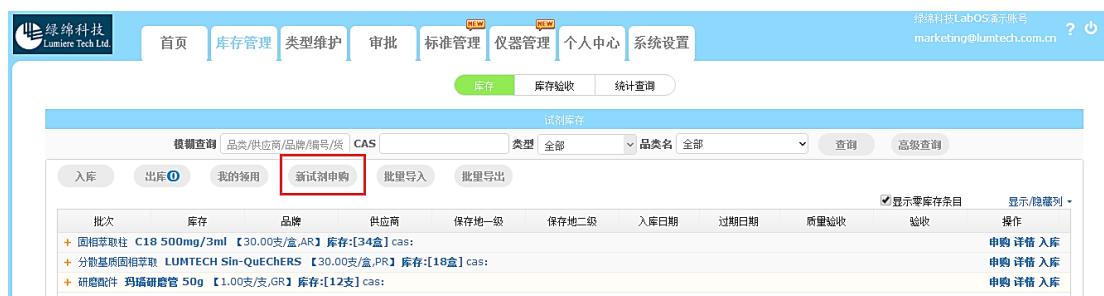 绿绵科技LabOS演示账号
绿绵科技
Lumiere Tech Ltd.
首页 库存管理 类型维护 审批 标准管理 NEW 仪器管理 NEW 个人中心 系统设置
marketing@lumtech.com.cn ?
库存 库存验收 统计查询
试剂库存
模糊查询 品类/供应商/品牌/编号/货 CAS 类型 全部 品类名 全部 查询 高级查询
入库 出库0 我的领用 新试剂申购 批量导入 批量导出
显示零库存条目 显示/隐藏列
批次 库存 品牌 供应商 保存地一级 保存地二级 入库日期 过期日期 质量验收 验收 操作
+ 固相萃取柱 C18 500mg/3ml 【30.00支/盒,AR】库存:[34盒] cas: 申购 详情 入库
+ 分散基质固相萃取 LUMTECH Sin-QuEChERS 【30.00支/盒,PR】库存:[18盒] cas: 申购 详情 入库
+ 研磨配件 玛瑙研磨管 50g 【1.00支/支,GR】库存:[12支] cas: 申购 详情 入库